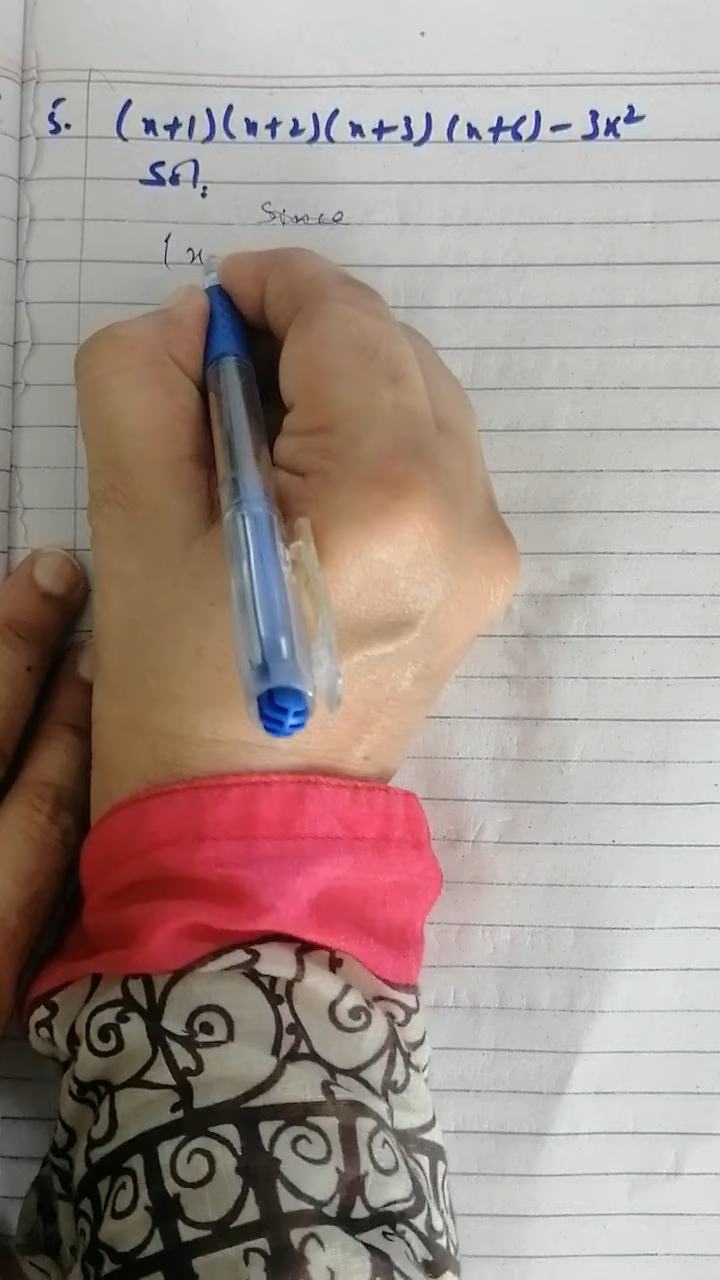 5. (x+1)(x+2)(x+3)(x+6) - 3x²
Sol:
Since
(x